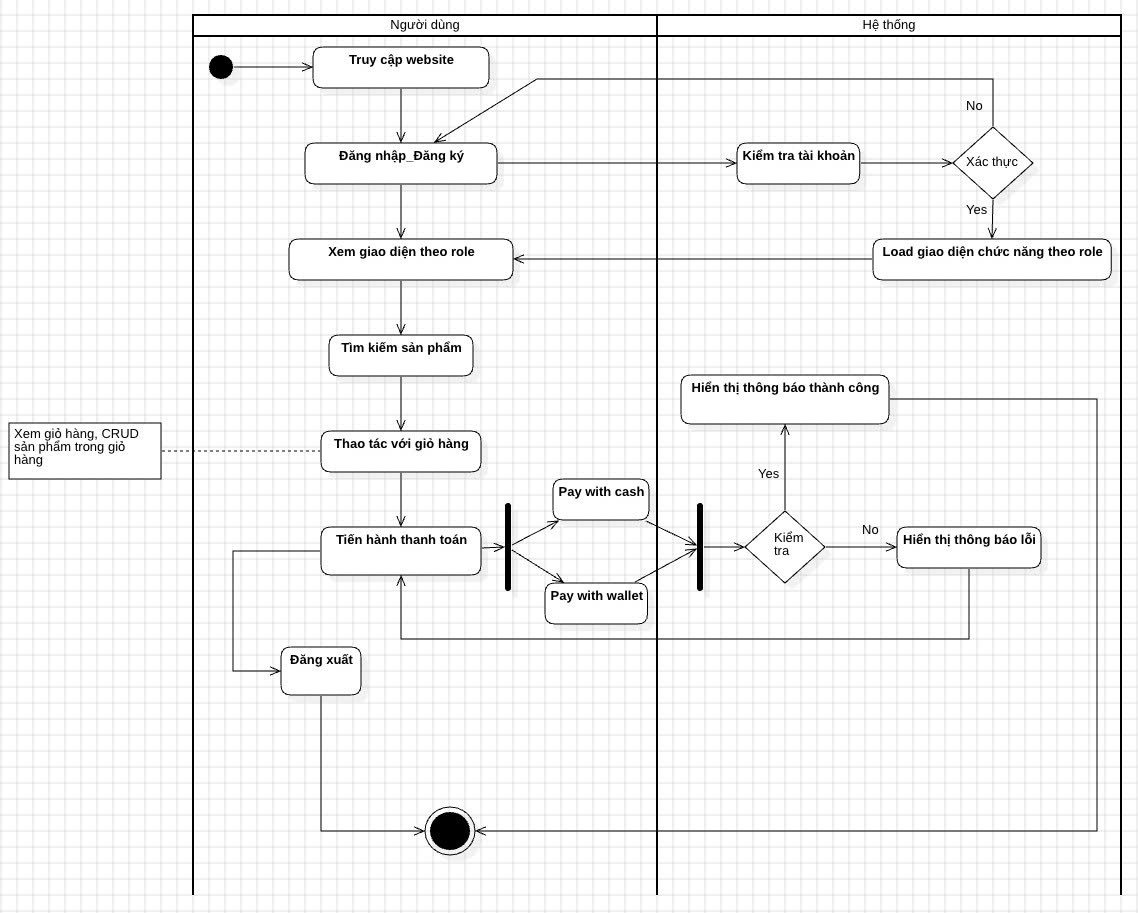 Người dùng
Hệ thống
Truy cập website
No
Đăng nhập_Đăng ký
Kiểm tra tài khoản
Xác thực
Yes
Xem giao diện theo role
Load giao diện chức năng theo role
Tìm kiếm sản phẩm
Hiển thị thông báo thành công
Xem giỏ hàng, CRUD
sản phẩm trong giỏ
hàng
Thao tác với giỏ hàng
Yes
Pay with cash
Tiến hành thanh toán
Kiểm
tra
No
Hiển thị thông báo lỗi
Pay with wallet
Đăng xuất